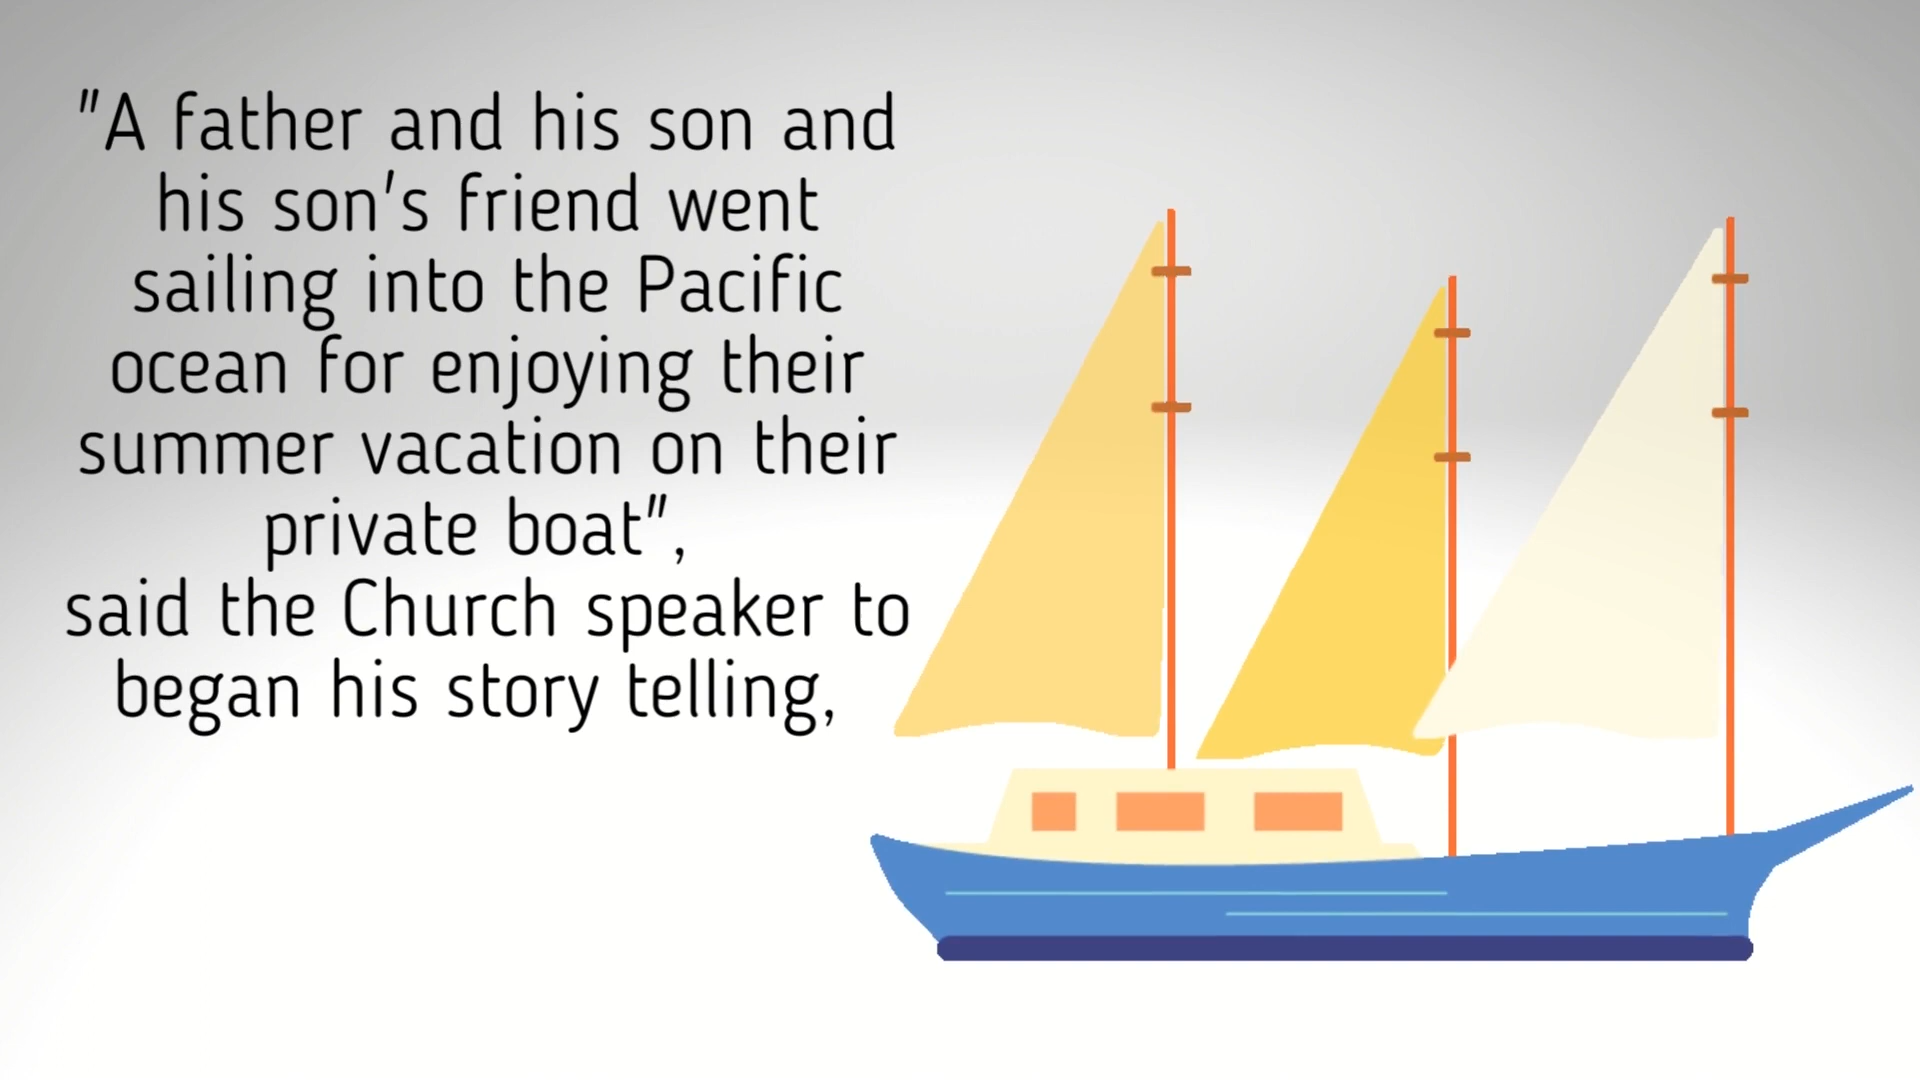 "A father and his son and
his son's friend went
sailing into the Pacific
ocean for enjoying their
summer vacation on their
private boat",
said the Church speaker to
began his story telling,